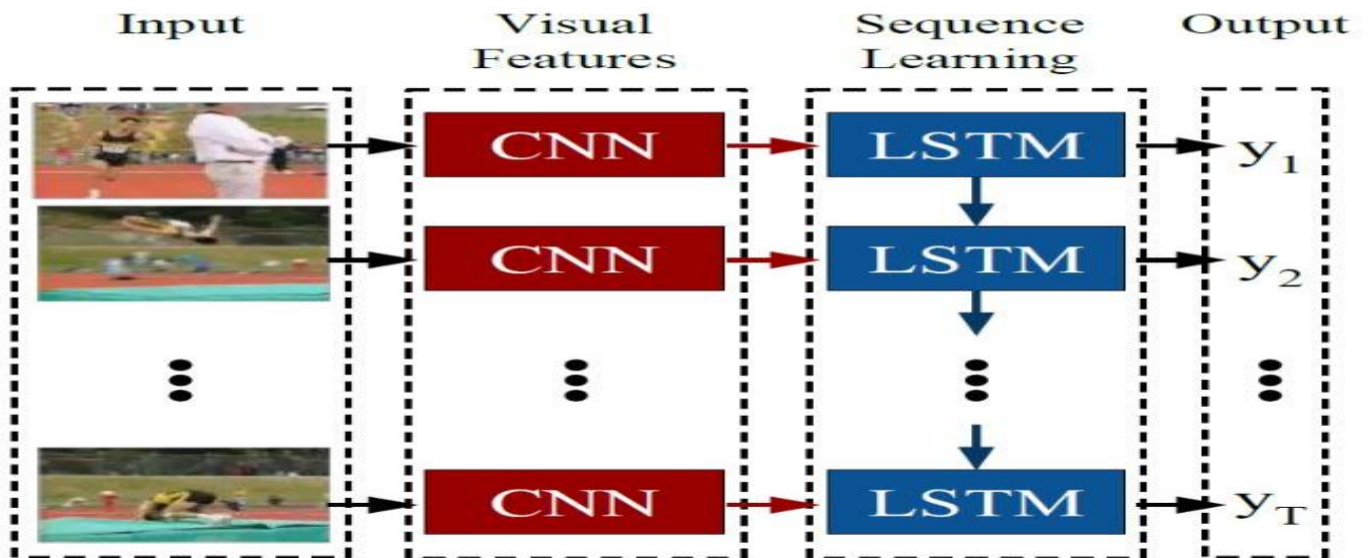 Input
Visual
Features
Sequence
Learning
Output
CNN
LSTM
y1
CNN
LSTM
y2
CNN
LSTM
yT